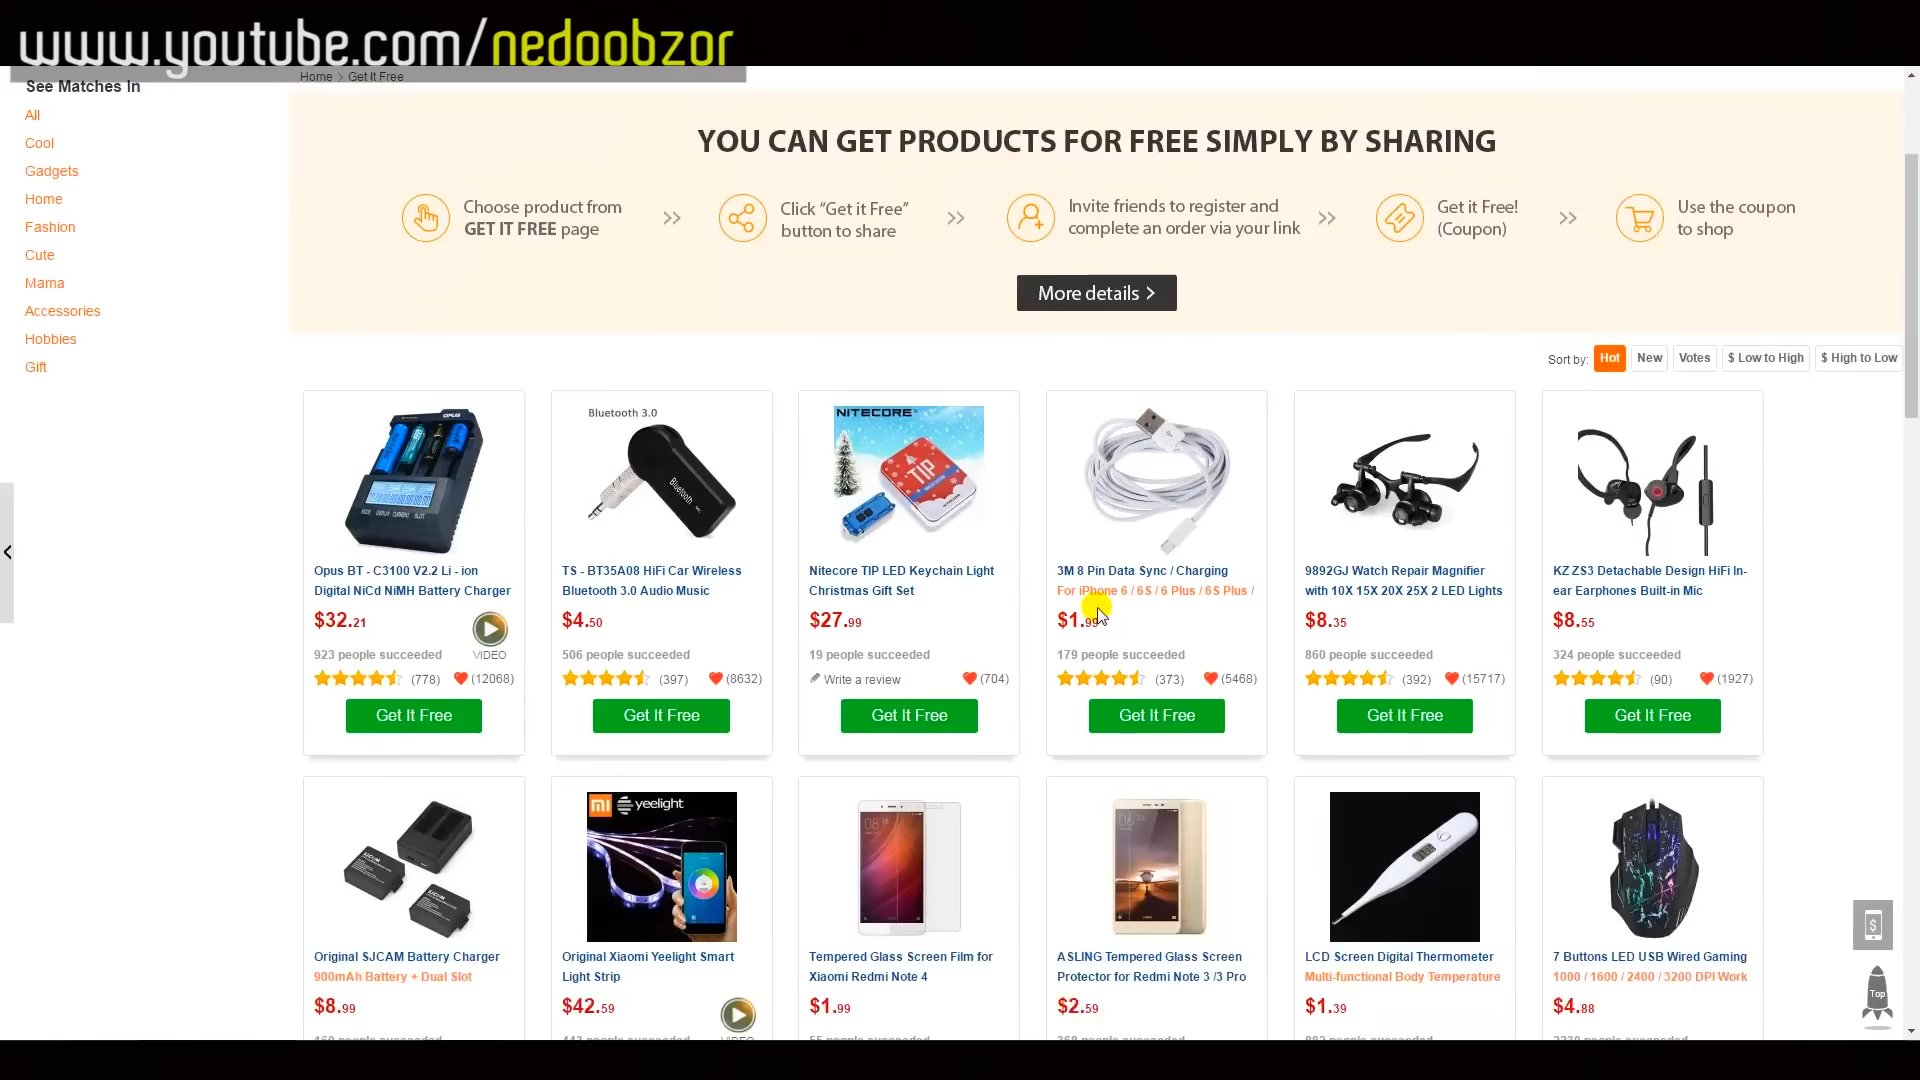 www.youtube.com/nedoobzor
Home > Get It Free
See Matches In
All
Cool
Gadgets
Home
Fashion
Cute
Mama
Accessories
Hobbies
Gift
YOU CAN GET PRODUCTS FOR FREE SIMPLY BY SHARING
Choose product from
GET IT FREE page
>>
Click “Get it Free”
button to share
>>
Invite friends to register and
complete an order via your link
>>
Get it Free!
(Coupon)
>>
Use the coupon
to shop
More details >
Sort by: Hot New Votes $ Low to High $ High to Low
OPUS
MODE DISPLAY CURRENT SLOT
Opus BT - C3100 V2.2 Li - ion
Digital NiCd NiMH Battery Charger
$32.21
VIDEO
923 people succeeded
(778) (12068)
Get It Free
Bluetooth 3.0
Bluetooth
TS - BT35A08 HiFi Car Wireless
Bluetooth 3.0 Audio Music
$4.50
506 people succeeded
(397) (8632)
Get It Free
NITECORE
TIP
Nitecore TIP LED Keychain Light
Christmas Gift Set
$27.99
19 people succeeded
Write a review (704)
Get It Free
3M 8 Pin Data Sync / Charging
For iPhone 6 / 6S / 6 Plus / 6S Plus /
$1.99
179 people succeeded
(373) (5468)
Get It Free
9892GJ Watch Repair Magnifier
with 10X 15X 20X 25X 2 LED Lights
$8.35
860 people succeeded
(392) (15717)
Get It Free
KZ ZS3 Detachable Design HiFi In-
ear Earphones Built-in Mic
$8.55
324 people succeeded
(90) (1927)
Get It Free
SJCAM
SJCAM
Original SJCAM Battery Charger
900mAh Battery + Dual Slot
$8.99
mi yeelight
Original Xiaomi Yeelight Smart
Light Strip
$42.59
VIDEO
08
Tempered Glass Screen Film for
Xiaomi Redmi Note 4
$1.99
ASLING Tempered Glass Screen
Protector for Redmi Note 3 /3 Pro
$2.59
LCD Screen Digital Thermometer
Multi-functional Body Temperature
$1.39
7 Buttons LED USB Wired Gaming
1000 / 1600 / 2400 / 3200 DPI Work
$4.88
$
Top